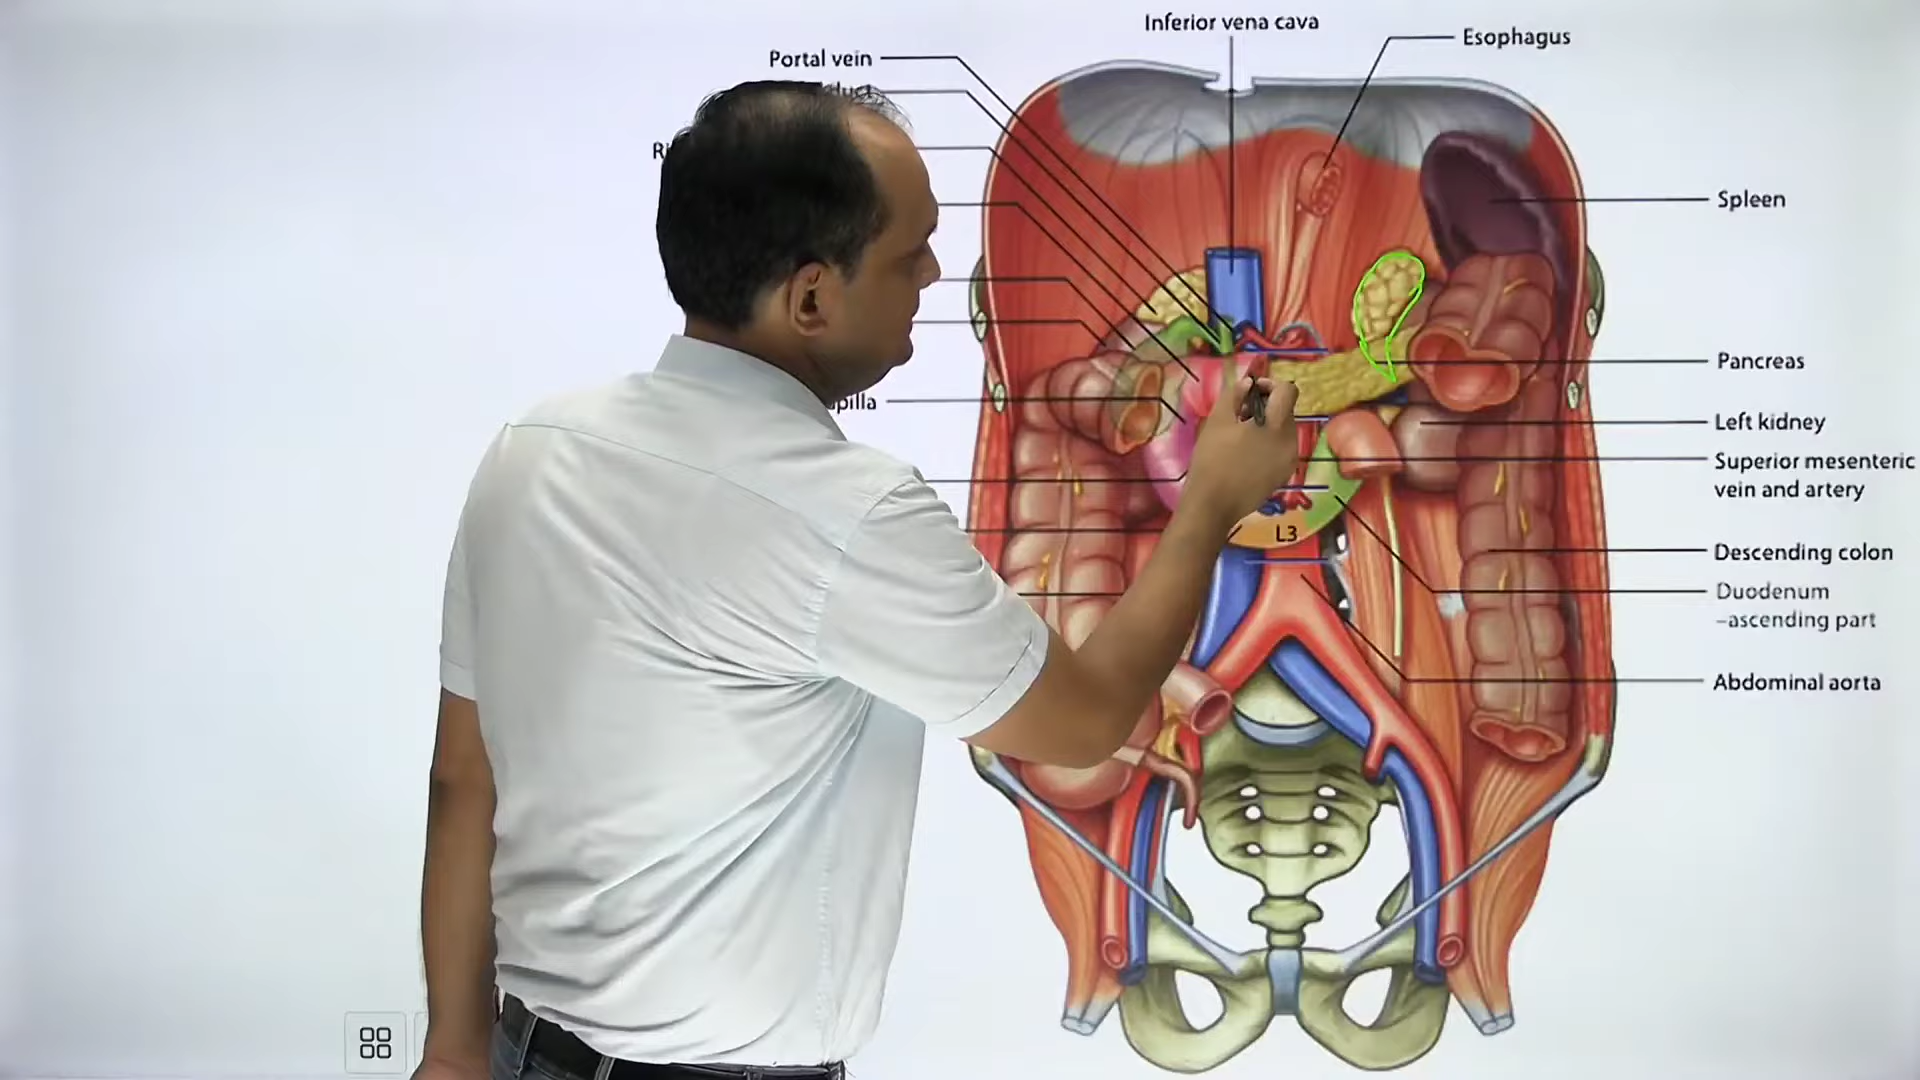 Inferior vena cava
Esophagus
Portal vein
Spleen
Pancreas
Left kidney
Superior mesenteric
vein and artery
L3
Descending colon
Duodenum
–ascending part
Abdominal aorta